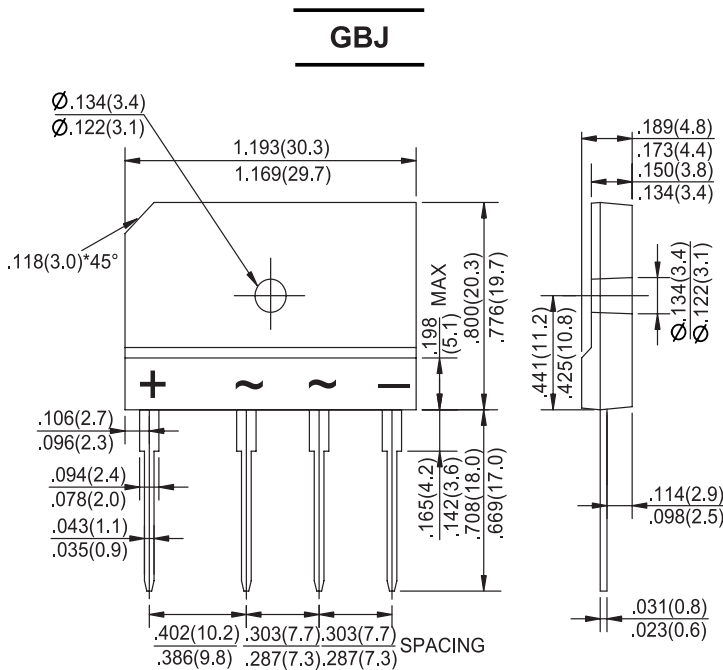 GBJ
Ø.134(3.4)
Ø.122(3.1)
1.193(30.3)
1.169(29.7)
.118(3.0)*45°
.198
(5.1)
MAX
.800(20.3)
.776(19.7)
+ ~ ~ −
.106(2.7)
.096(2.3)
.094(2.4)
.078(2.0)
.043(1.1)
.035(0.9)
.165(4.2)
.142(3.6)
.708(18.0)
.669(17.0)
.402(10.2) .303(7.7) .303(7.7)
.386(9.8) .287(7.3) .287(7.3)
SPACING
.189(4.8)
.173(4.4)
.150(3.8)
.134(3.4)
.441(11.2)
.425(10.8)
Ø.134(3.4)
Ø.122(3.1)
.114(2.9)
.098(2.5)
.031(0.8)
.023(0.6)